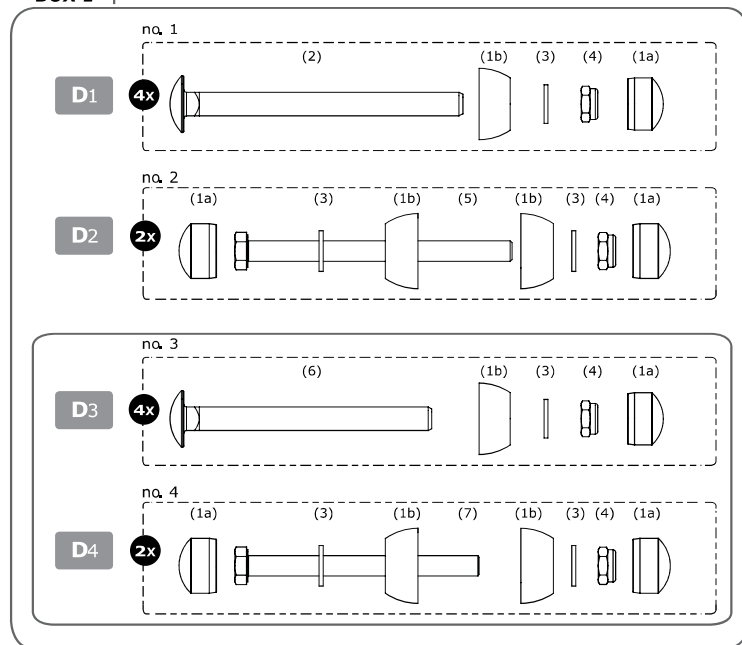 BOX 1
no. 1
(2) (1b) (3) (4) (1a)
D1 4x
no. 2
(1a) (3) (1b) (5) (1b) (3) (4) (1a)
D2 2x
no. 3
(6) (1b) (3) (4) (1a)
D3 4x
no. 4
(1a) (3) (1b) (7) (1b) (3) (4) (1a)
D4 2x